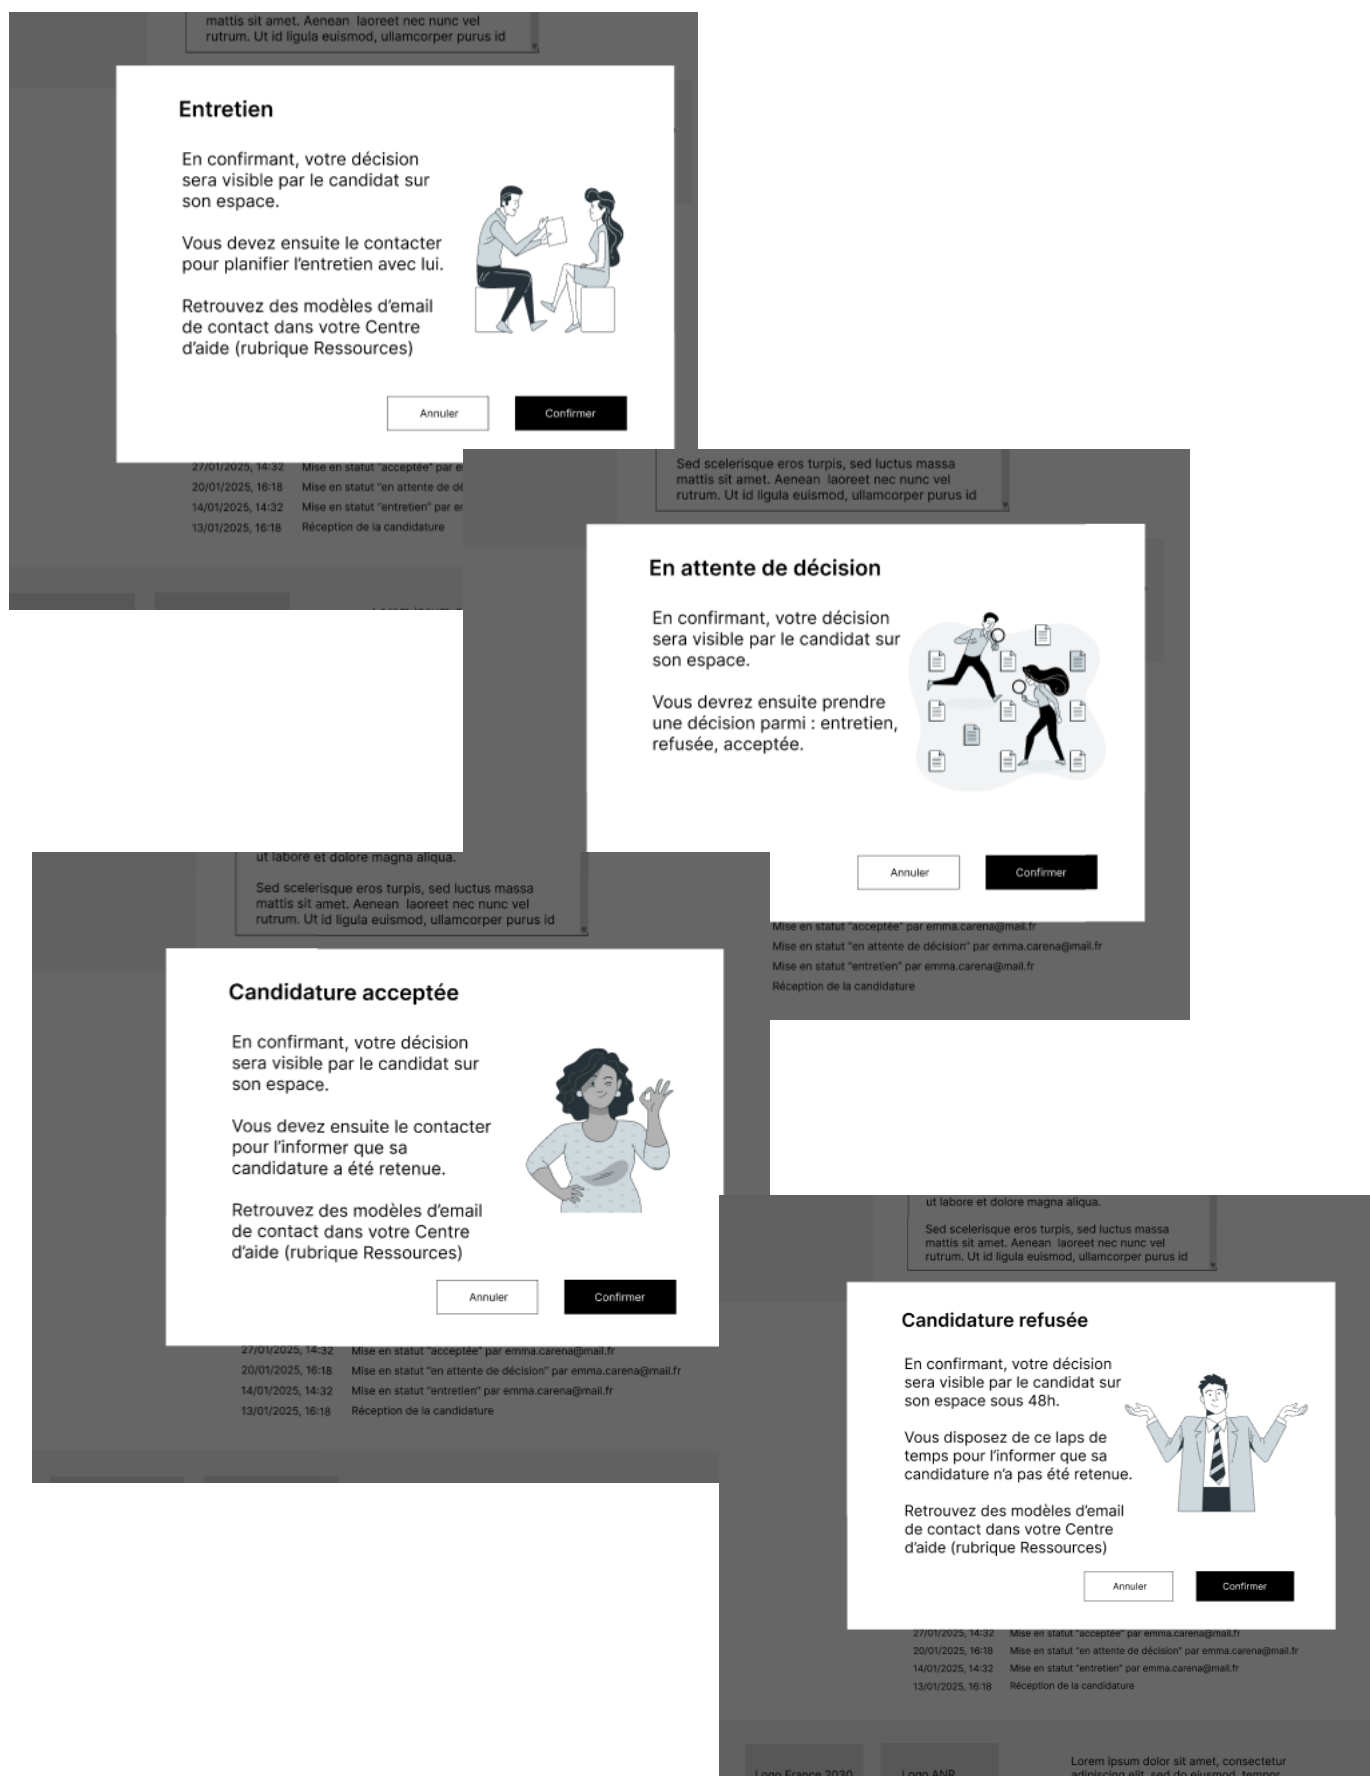 mattis sit amet. Aenean laoreet nec nunc vel
rutrum. Ut id ligula euismod, ullamcorper purus id
Entretien
En confirmant, votre décision
sera visible par le candidat sur
son espace.
Vous devez ensuite le contacter
pour planifier l'entretien avec lui.
Retrouvez des modèles d'email
de contact dans votre Centre
d'aide (rubrique Ressources)
Annuler
Confirmer
27/01/2025, 14:32 Mise en statut "acceptée" par
20/01/2025, 16:18 Mise en statut "en attente de
14/01/2025, 14:32 Mise en statut "entretien" par
13/01/2025, 16:18 Réception de la candidature
Sed scelerisque eros turpis, sed luctus massa
mattis sit amet. Aenean laoreet nec nunc vel
rutrum. Ut id ligula euismod, ullamcorper purus id
En attente de décision
En confirmant, votre décision
sera visible par le candidat sur
son espace.
Vous devrez ensuite prendre
une décision parmi : entretien,
refusée, acceptée.
Annuler
Confirmer
Mise en statut "acceptée" par emma.carena@mail.fr
Mise en statut "en attente de décision" par emma.carena@mail.fr
Mise en statut "entretien" par emma.carena@mail.fr
Réception de la candidature
ut labore et dolore magna aliqua.
Sed scelerisque eros turpis, sed luctus massa
mattis sit amet. Aenean laoreet nec nunc vel
rutrum. Ut id ligula euismod, ullamcorper purus id
Candidature acceptée
En confirmant, votre décision
sera visible par le candidat sur
son espace.
Vous devez ensuite le contacter
pour l'informer que sa
candidature a été retenue.
Retrouvez des modèles d'email
de contact dans votre Centre
d'aide (rubrique Ressources)
Annuler
Confirmer
27/01/2025, 14:32 Mise en statut "acceptée" par emma.carena@mail.fr
20/01/2025, 16:18 Mise en statut "en attente de décision" par emma.carena@mail.fr
14/01/2025, 14:32 Mise en statut "entretien" par emma.carena@mail.fr
13/01/2025, 16:18 Réception de la candidature
ut labore et dolore magna aliqua.
Sed scelerisque eros turpis, sed luctus massa
mattis sit amet. Aenean laoreet nec nunc vel
rutrum. Ut id ligula euismod, ullamcorper purus id
Candidature refusée
En confirmant, votre décision
sera visible par le candidat sur
son espace sous 48h.
Vous disposez de ce laps de
temps pour l'informer que sa
candidature n'a pas été retenue.
Retrouvez des modèles d'email
de contact dans votre Centre
d'aide (rubrique Ressources)
Annuler
Confirmer
27/01/2025, 14:32 Mise en statut "acceptée" par emma.carena@mail.fr
20/01/2025, 16:18 Mise en statut "en attente de décision" par emma.carena@mail.fr
14/01/2025, 14:32 Mise en statut "entretien" par emma.carena@mail.fr
13/01/2025, 16:18 Réception de la candidature
Logo France 2030
Logo ANR
Lorem ipsum dolor sit amet, consectetur
adipiscing elit, sed do eiusmod tempor